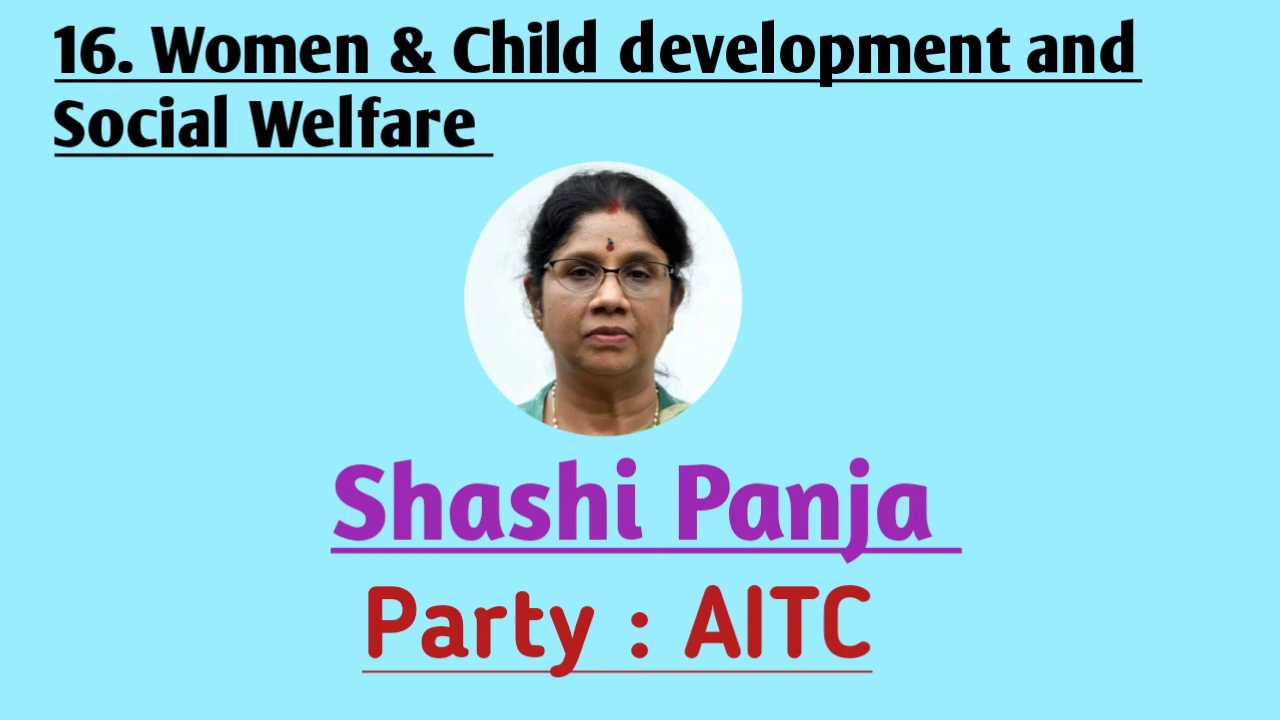 16. Women & Child development and
Social Welfare
Shashi Panja
Party : AITC